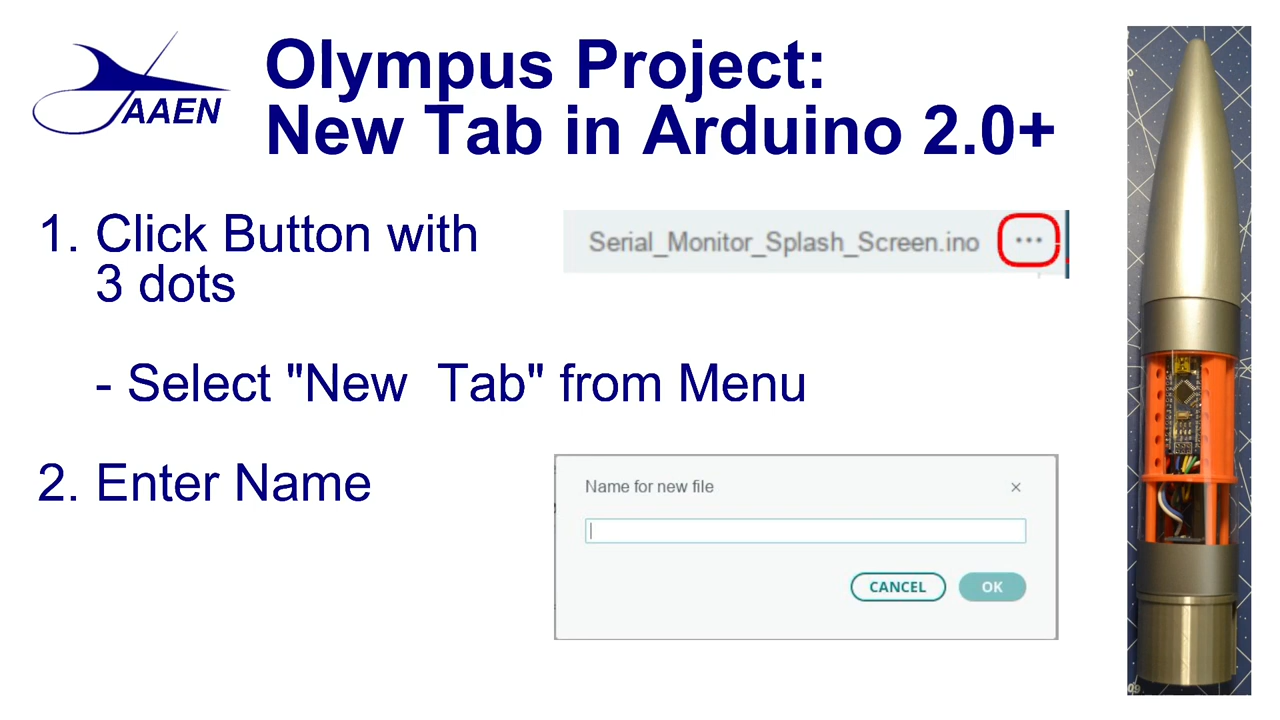 AAEN
Olympus Project:
New Tab in Arduino 2.0+
1. Click Button with
3 dots
Serial_Monitor_Splash_Screen.ino ...
- Select "New  Tab" from Menu
2. Enter Name
Name for new file ×
CANCEL OK